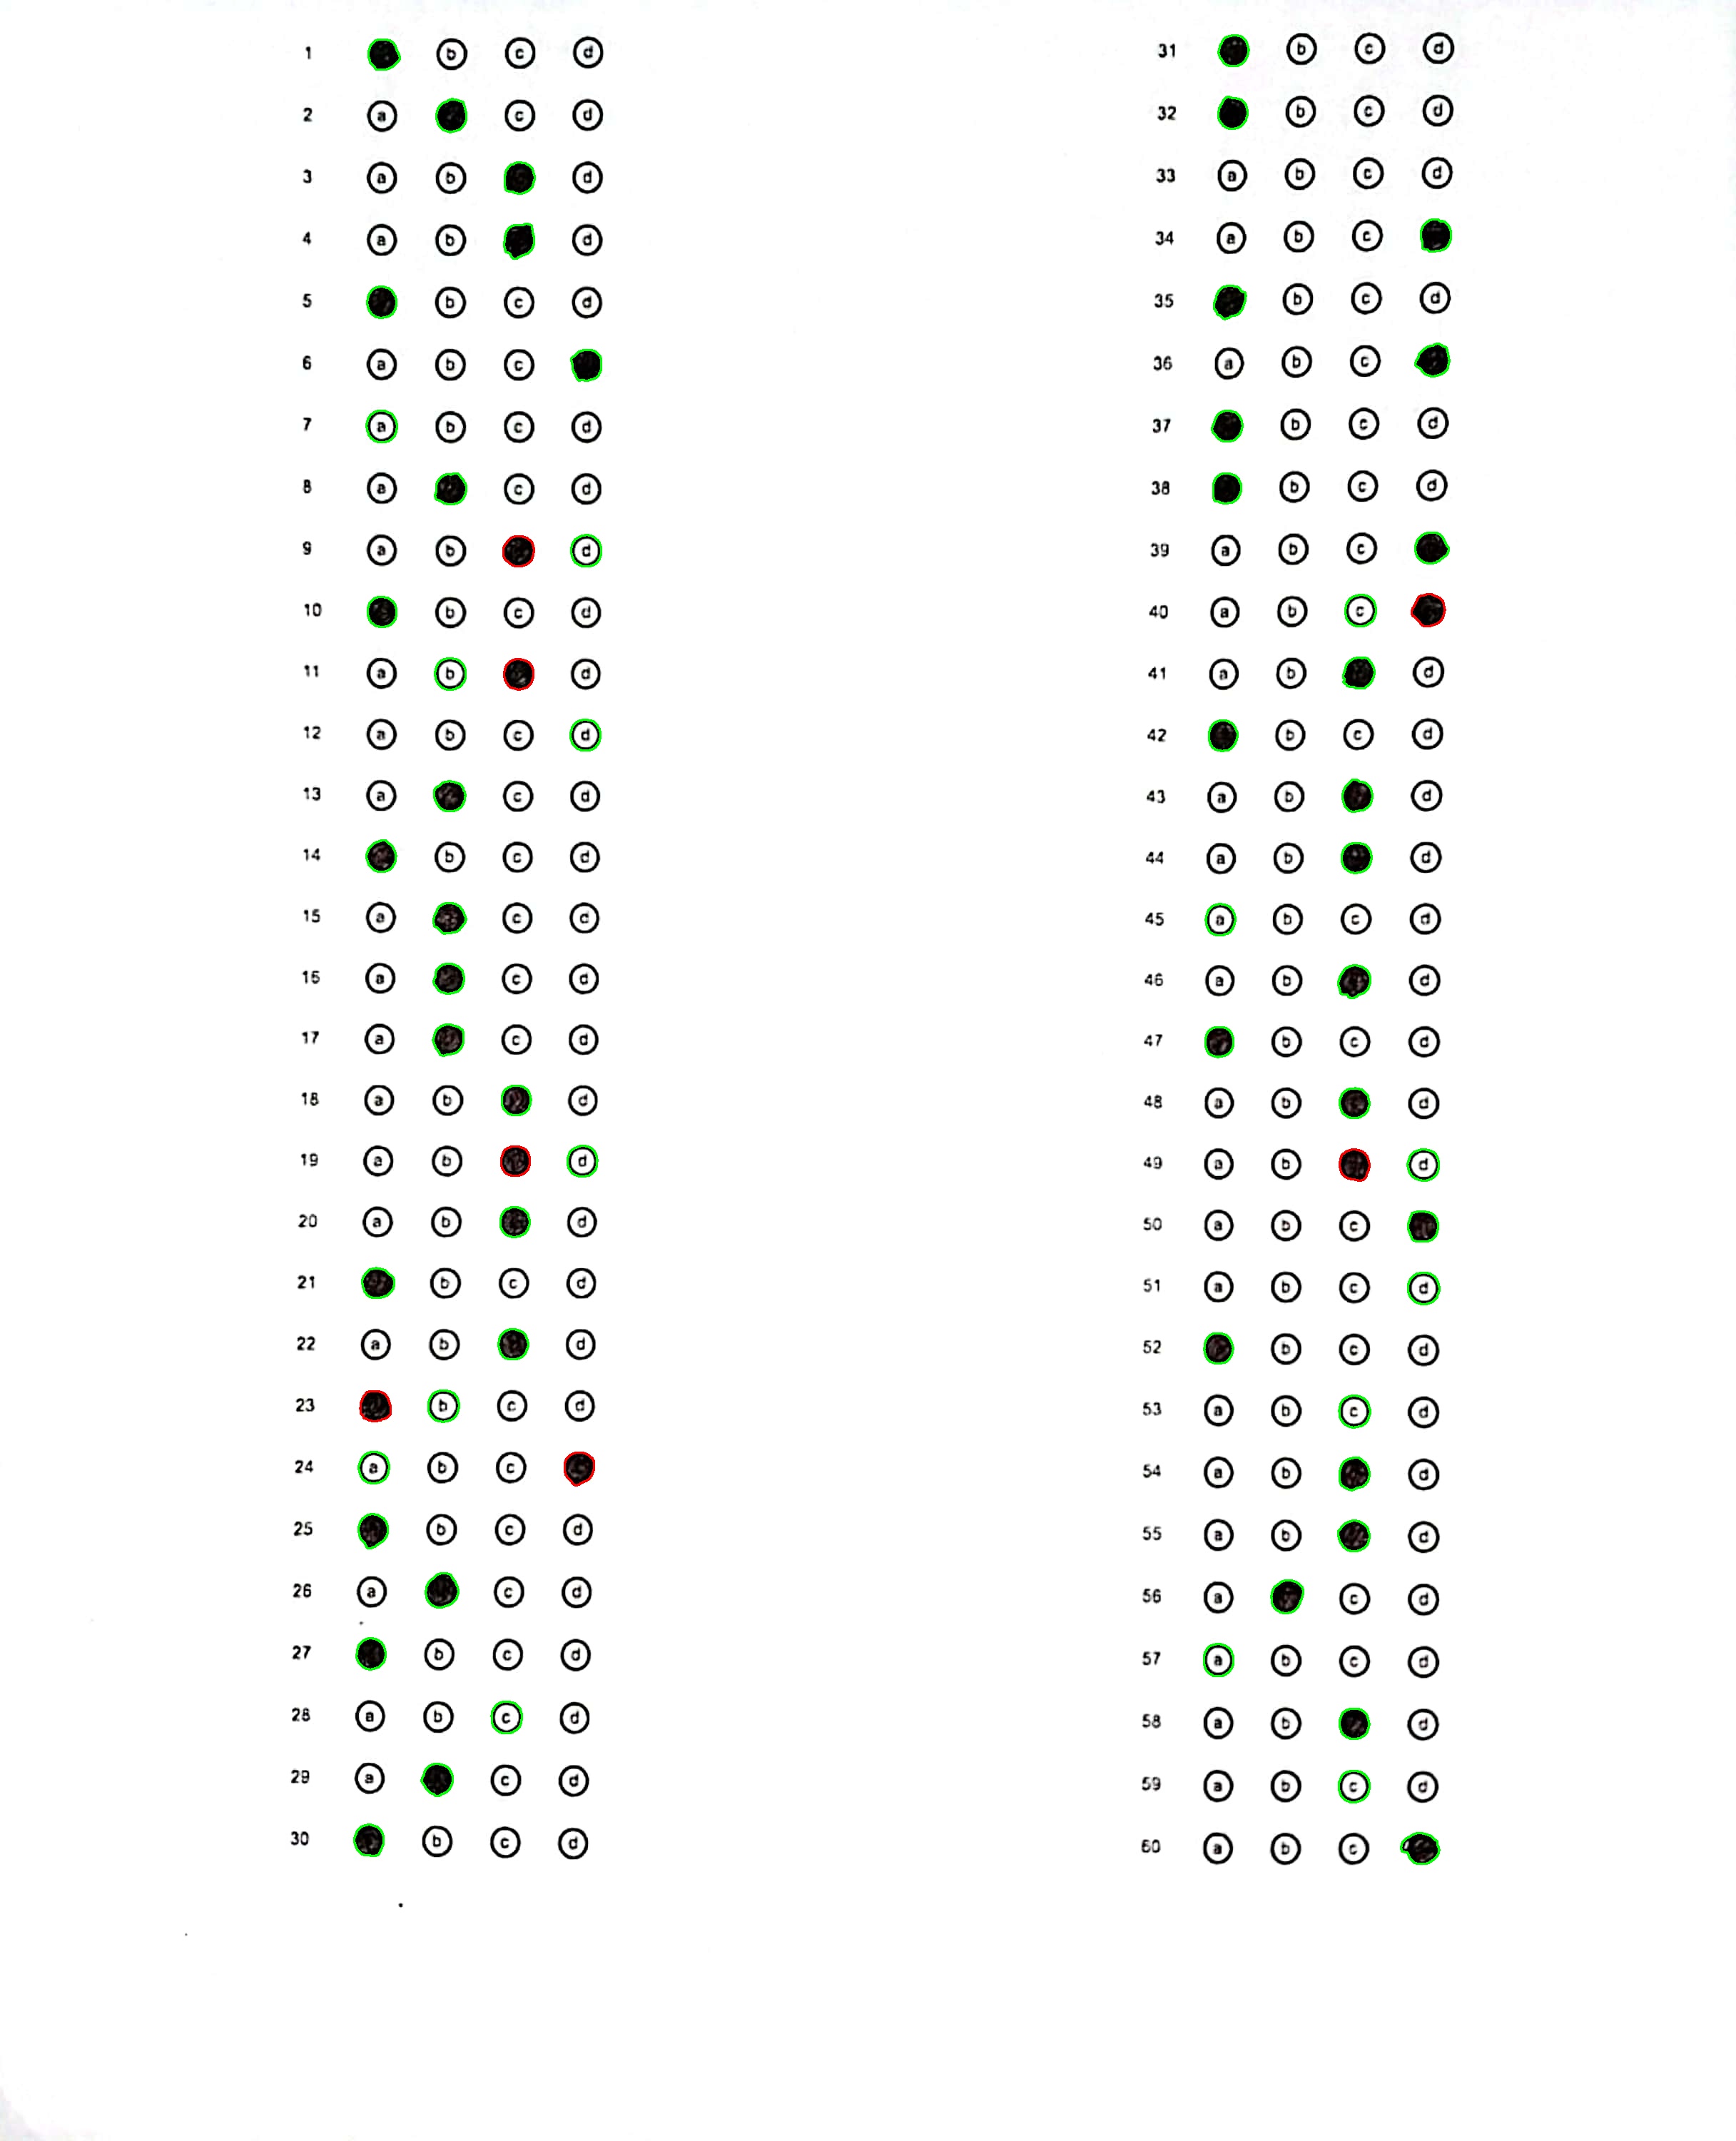 1 b c d
2 a c d
3 a b d
4 a b d
5 b c d
6 a b c
7 a b c d
8 a c d
9 a b d
10 b c d
11 a b d
12 a b c d
13 a c d
14 b c d
15 a c d
16 a c d
17 a c d
18 a b d
19 a b d
20 a b d
21 b c d
22 a b d
23 b c d
24 a b c
25 b c d
26 a c d
27 b c d
28 a b c d
29 a c d
30 b c d
31 b c d
32 b c d
33 a b c d
34 a b c
35 b c d
36 a b c
37 b c d
38 b c d
39 a b c
40 a b c
41 a b d
42 b c d
43 a b d
44 a b d
45 a b c d
46 a b d
47 b c d
48 a b d
49 a b d
50 a b c
51 a b c d
52 b c d
53 a b c d
54 a b d
55 a b d
56 a c d
57 a b c d
58 a b d
59 a b c d
60 a b c